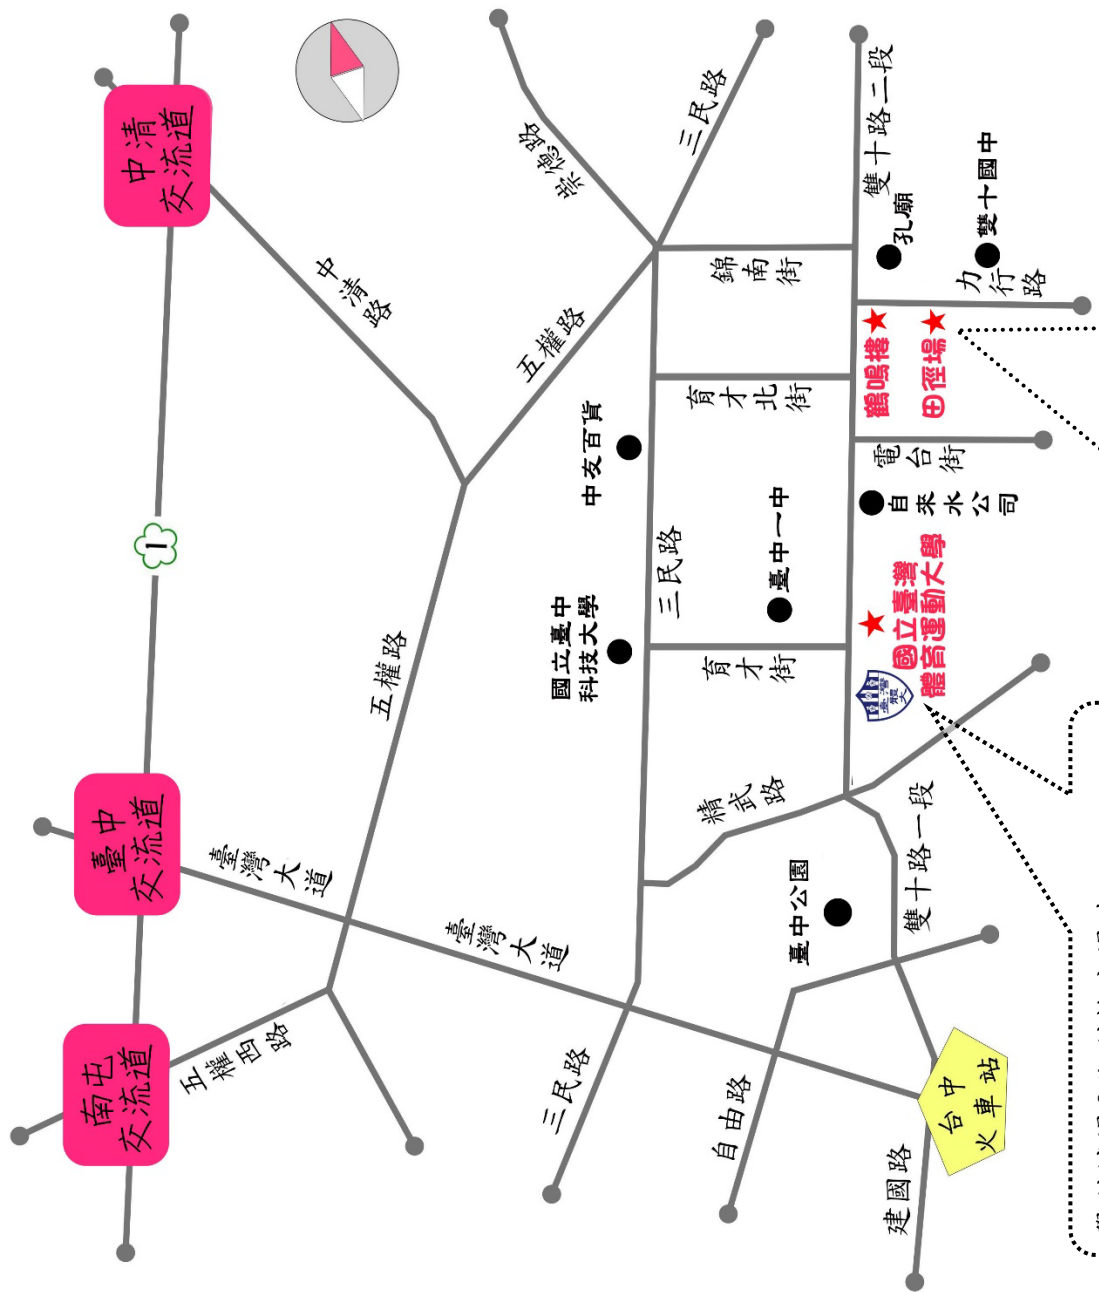 南屯
交流道
臺中
交流道
1
中清
交流道
五權西路
臺灣大道
五權路
中清路
臺灣大道
五權路
崇德路
三民路
國立臺中
科技大學
中友百貨
三民路
三民路
自由路
精武路
育才街
育才北街
錦南街
臺中公園
臺中一中
建國路
雙十路一段
雙十路二段
臺灣
體大
國立臺灣
體育運動大學
自來水公司
電台街
鶴鳴樓
田徑場
孔廟
力行路
雙十國中
台中
火車站